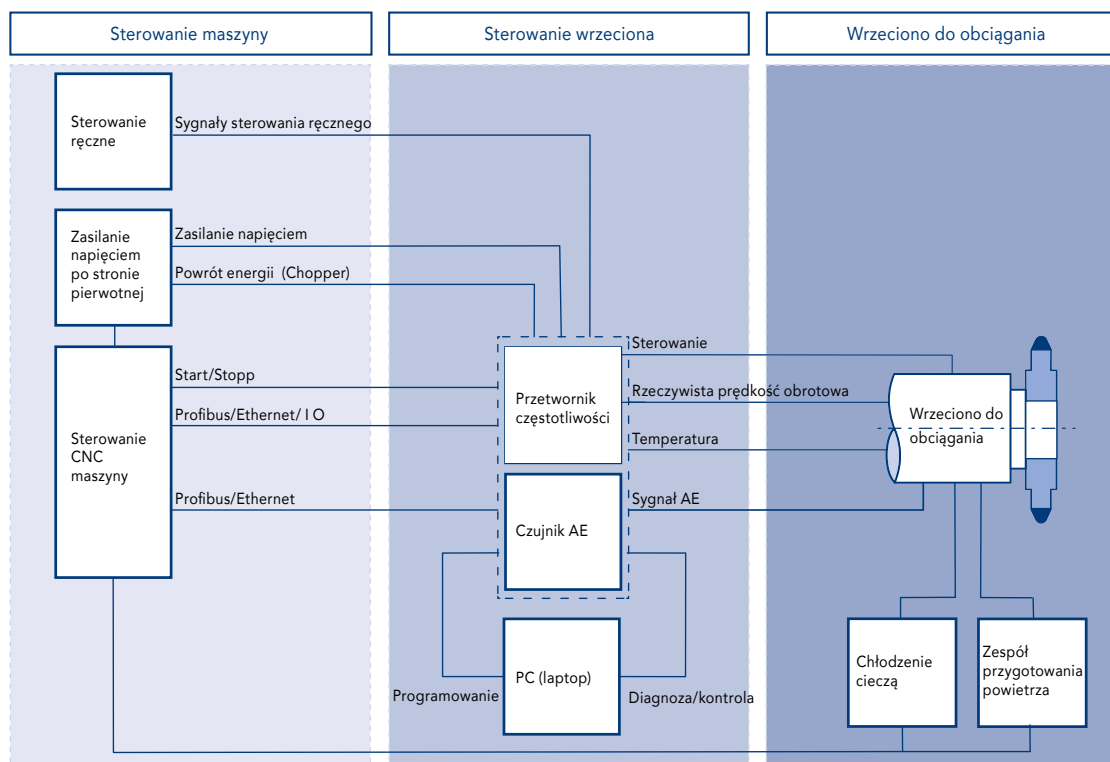 Sterowanie maszyny
Sterowanie wrzeciona
Wrzeciono do obciągania
Sterowanie
ręczne
Sygnały sterowania ręcznego
Zasilanie
napięciem
po stronie
pierwotnej
Zasilanie napięciem
Powrót energii (Chopper)
Sterowanie
CNC
maszyny
Start/Stopp
Profibus/Ethernet/ I O
Profibus/Ethernet
Przetwornik
częstotliwości
Czujnik AE
PC (laptop)
Programowanie
Diagnoza/kontrola
Sterowanie
Rzeczywista prędkość obrotowa
Temperatura
Sygnał AE
Wrzeciono do
obciągania
Chłodzenie
cieczą
Zespół
przygotowania
powietrza